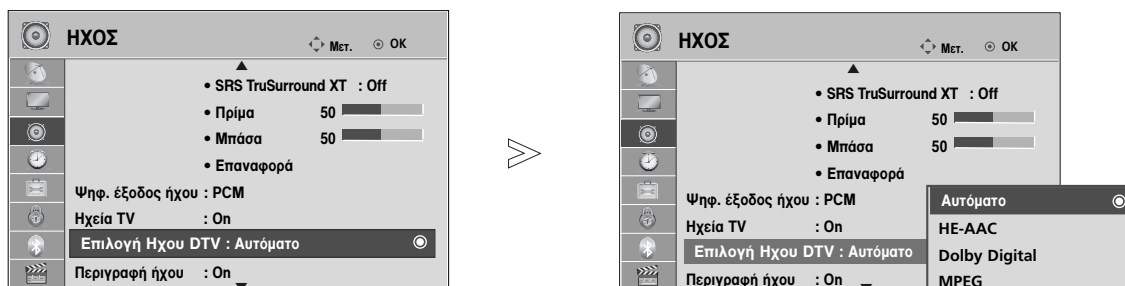 ΗΧΟΣ Μετ. OK
• SRS TruSurround XT : Off
• Πρίμα 50
• Μπάσα 50
• Επαναφορά
Ψηφ. έξοδος ήχου : PCM
Ηχεία TV : On
Επιλογή Ηχου DTV : Αυτόματο
Περιγραφή ήχου : On
ΗΧΟΣ Μετ. OK
• SRS TruSurround XT : Off
• Πρίμα 50
• Μπάσα 50
• Επαναφορά
Ψηφ. έξοδος ήχου : PCM
Ηχεία TV : On
Επιλογή Ηχου DTV : Αυτόματο
Περιγραφή ήχου : On
Αυτόματο
HE-AAC
Dolby Digital
MPEG